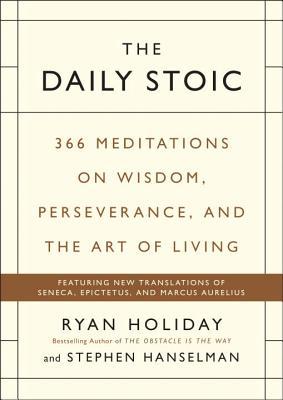 THE
DAILY STOIC
366 MEDITATIONS
ON WISDOM,
PERSEVERANCE, AND
THE ART OF LIVING
FEATURING NEW TRANSLATIONS OF
SENECA, EPICTETUS, AND MARCUS AURELIUS
RYAN HOLIDAY
Bestselling Author of THE OBSTACLE IS THE WAY
and STEPHEN HANSELMAN